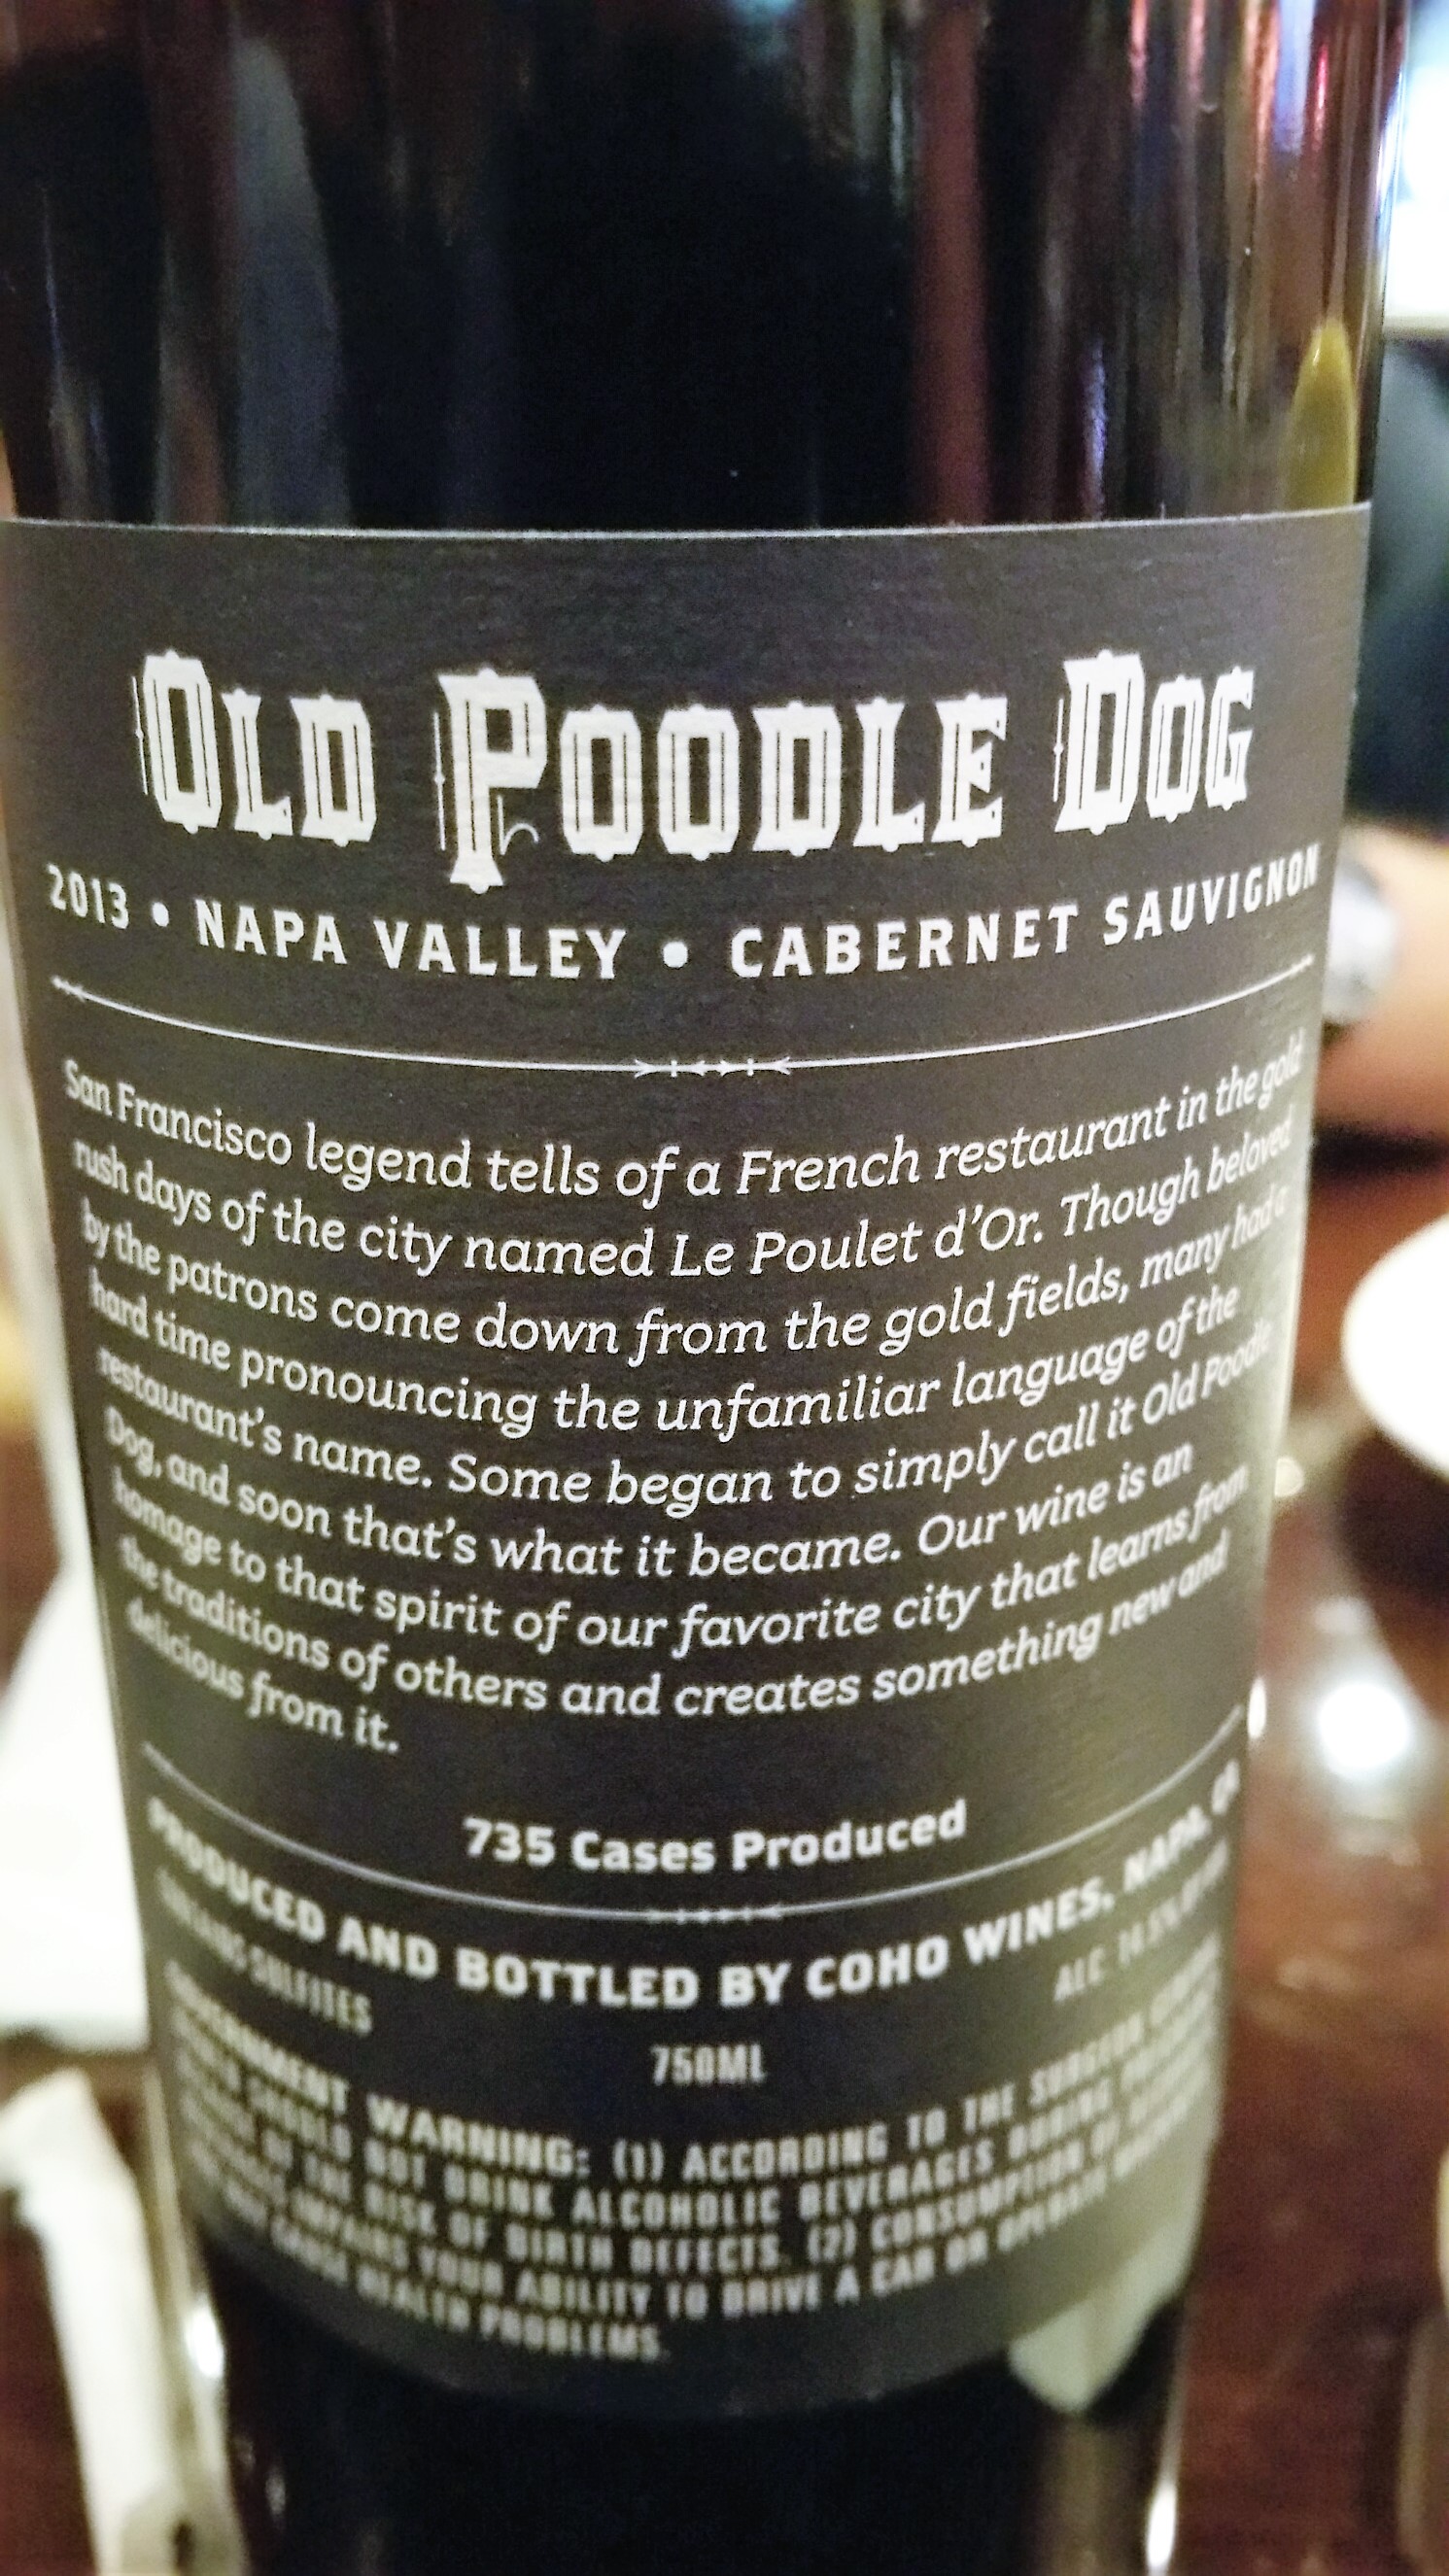 OLD POODLE DOG
2013 • NAPA VALLEY • CABERNET SAUVIGNON
San Francisco legend tells of a French restaurant in the gold
rush days of the city named Le Poulet d'Or. Though beloved
by the patrons come down from the gold fields, many had a
hard time pronouncing the unfamiliar language of the
restaurant's name. Some began to simply call it Old Poodle
Dog, and soon that's what it became. Our wine is an
homage to that spirit of our favorite city that learns from
the traditions of others and creates something new and
delicious from it.
735 Cases Produced
PRODUCED AND BOTTLED BY COHO WINES, NAPA, CA
SULFITES
750ML
ALC.
GOVERNMENT WARNING: (1) ACCORDING TO THE SURGEON
SHOULD NOT DRINK ALCOHOLIC BEVERAGES DURING
OF THE RISK OF BIRTH DEFECTS. (2) CONSUMPTION OF
IMPAIRS YOUR ABILITY TO DRIVE A CAR OR OPERATE
HEALTH PROBLEMS.